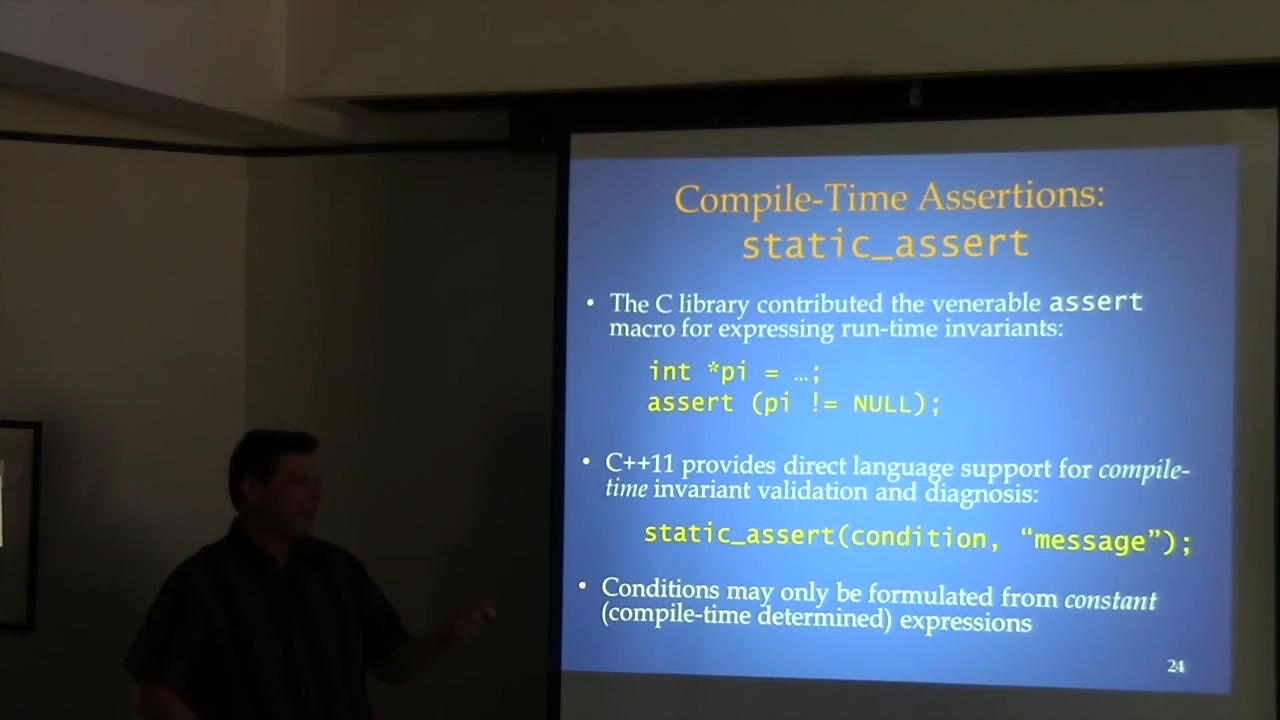 Compile-Time Assertions:
static_assert
• The C library contributed the venerable assert
macro for expressing run-time invariants:
int *pi = …;
assert (pi != NULL);
• C++11 provides direct language support for compile-
time invariant validation and diagnosis:
static_assert(condition, “message”);
• Conditions may only be formulated from constant
(compile-time determined) expressions
24